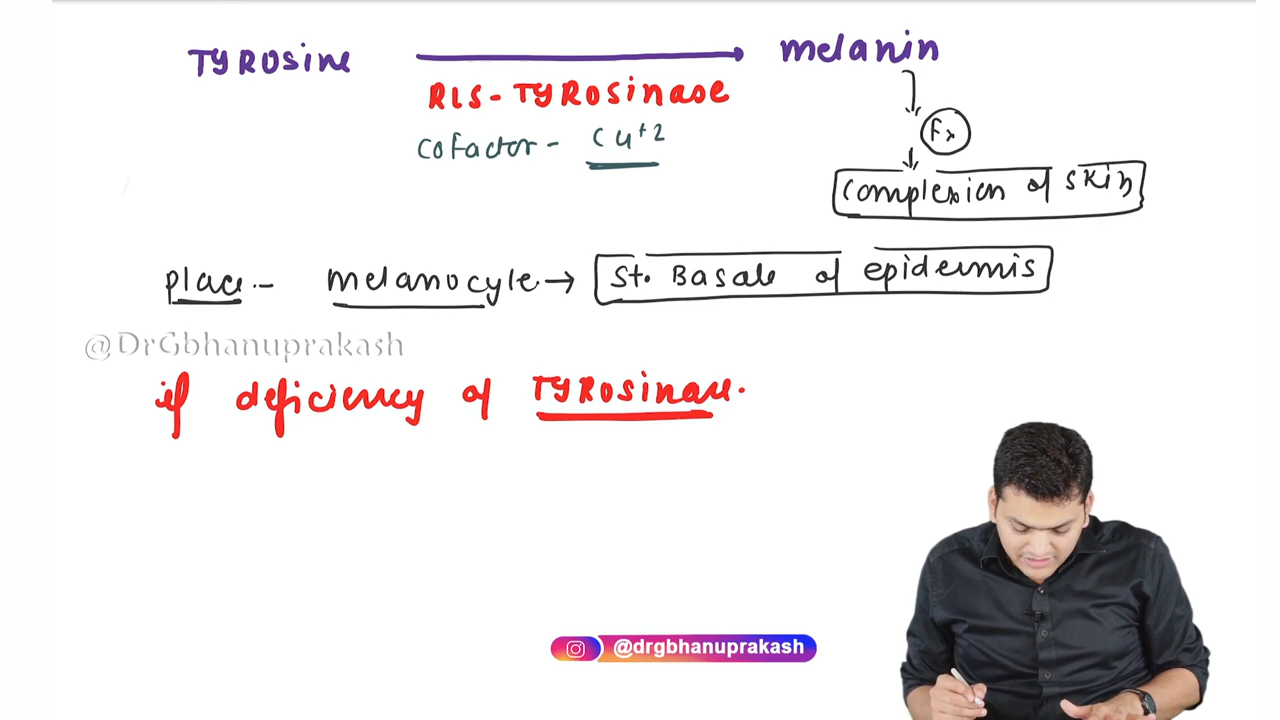 TYROSine melanin
RLS-TYROSinase
Fx
cofactor - Cu+2
complexion of skin
place:- melanocyte → St. Basale of epidermis
@DrGbhanuprakash
if deficiency of TYROSinase.
@drgbhanuprakash